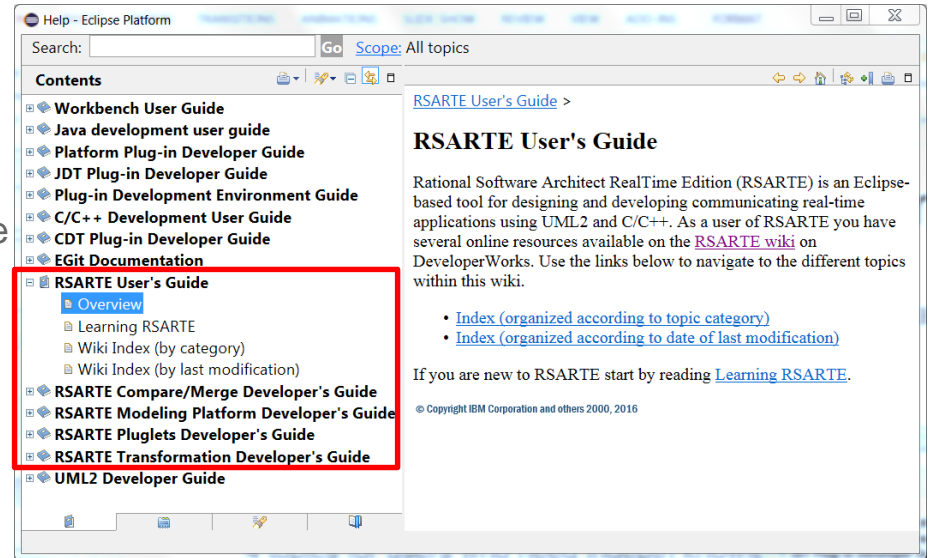 Help - Eclipse Platform
Search:
Go
Scope: All topics
Contents
Workbench User Guide
Java development user guide
Platform Plug-in Developer Guide
JDT Plug-in Developer Guide
Plug-in Development Environment Guide
C/C++ Development User Guide
CDT Plug-in Developer Guide
EGit Documentation
RSARTE User's Guide
Overview
Learning RSARTE
Wiki Index (by category)
Wiki Index (by last modification)
RSARTE Compare/Merge Developer's Guide
RSARTE Modeling Platform Developer's Guide
RSARTE Pluglets Developer's Guide
RSARTE Transformation Developer's Guide
UML2 Developer Guide
RSARTE User's Guide >
RSARTE User's Guide
Rational Software Architect RealTime Edition (RSARTE) is an Eclipse-
based tool for designing and developing communicating real-time
applications using UML2 and C/C++. As a user of RSARTE you have
several online resources available on the RSARTE wiki on
DeveloperWorks. Use the links below to navigate to the different topics
within this wiki.
• Index (organized according to topic category)
• Index (organized according to date of last modification)
If you are new to RSARTE start by reading Learning RSARTE.
© Copyright IBM Corporation and others 2000, 2016